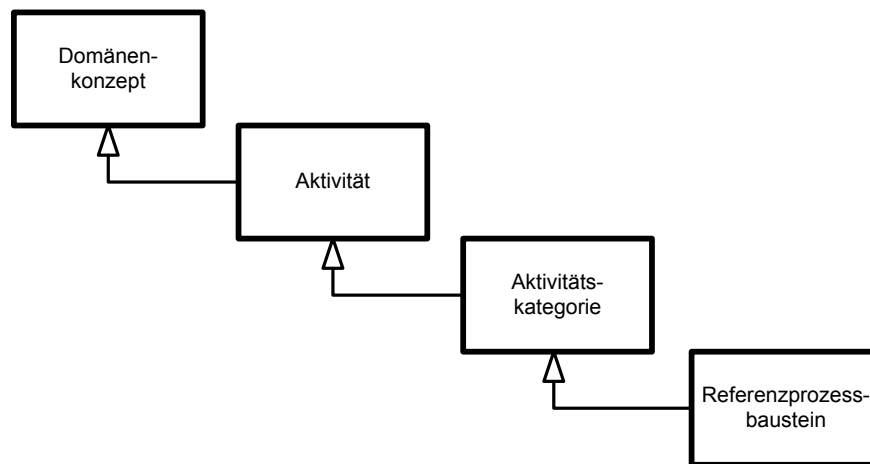 Domänen-
konzept
Aktivität
Aktivitäts-
kategorie
Referenzprozess-
baustein